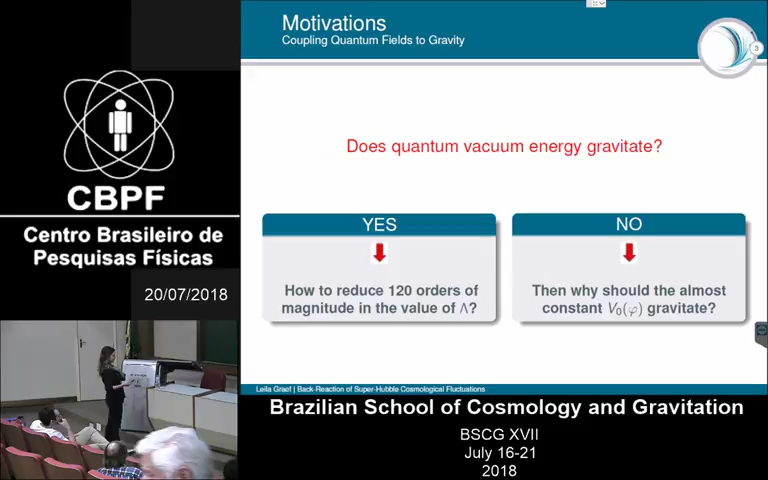 Motivations
Coupling Quantum Fields to Gravity
3
Does quantum vacuum energy gravitate?
YES
How to reduce 120 orders of
magnitude in the value of Λ?
NO
Then why should the almost
constant V₀(φ) gravitate?
Leila Graef | Back-Reaction of Super-Hubble Cosmological Fluctuations
CBPF
Centro Brasileiro de
Pesquisas Físicas
20/07/2018
Brazilian School of Cosmology and Gravitation
BSCG XVII
July 16-21
2018